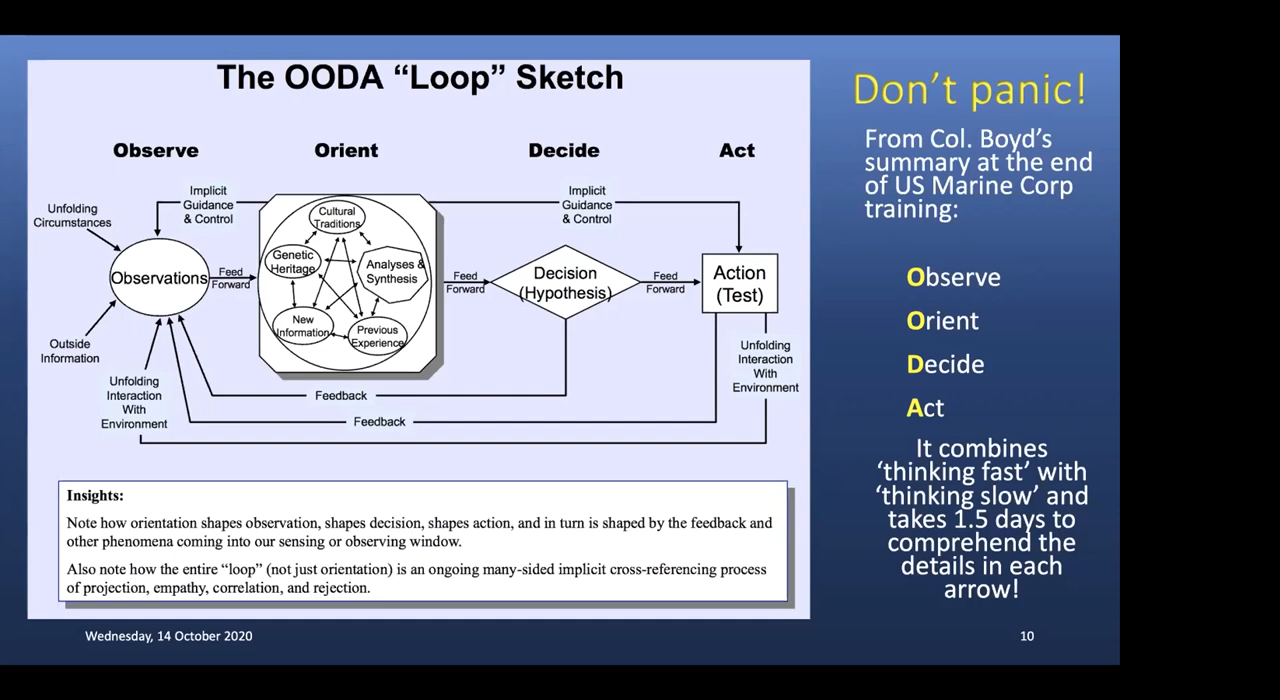 The OODA “Loop” Sketch
Observe
Orient
Decide
Act
Implicit
Guidance
& Control
Implicit
Guidance
& Control
Unfolding
Circumstances
Observations
Feed
Forward
Cultural
Traditions
Genetic
Heritage
Analyses &
Synthesis
New
Information
Previous
Experience
Feed
Forward
Decision
(Hypothesis)
Feed
Forward
Action
(Test)
Outside
Information
Unfolding
Interaction
With
Environment
Unfolding
Interaction
With
Environment
Feedback
Feedback
Insights:
Note how orientation shapes observation, shapes decision, shapes action, and in turn is shaped by the feedback and
other phenomena coming into our sensing or observing window.
Also note how the entire “loop” (not just orientation) is an ongoing many-sided implicit cross-referencing process
of projection, empathy, correlation, and rejection.
Don’t panic!
From Col. Boyd’s
summary at the end
of US Marine Corp
training:
Observe
Orient
Decide
Act
It combines
‘thinking fast’ with
‘thinking slow’ and
takes 1.5 days to
comprehend the
details in each
arrow!
Wednesday, 14 October 2020
10